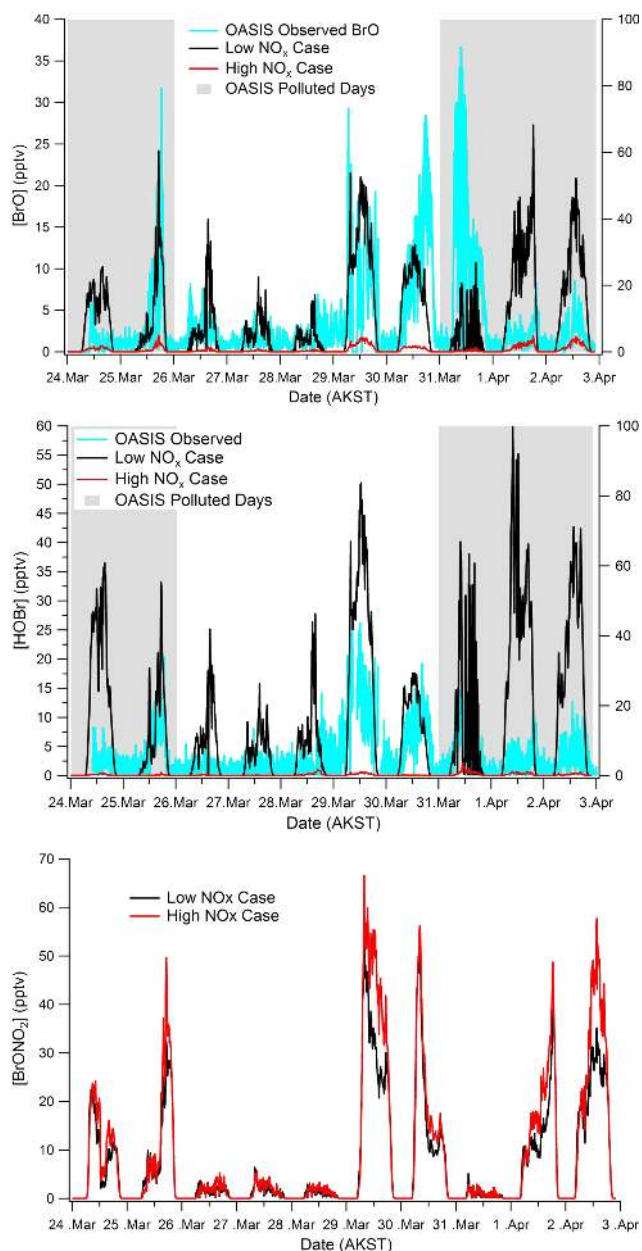 OASIS Observed BrO
Low NOx Case
High NOx Case
OASIS Polluted Days
[BrO] (pptv)
40
35
30
25
20
15
10
5
0
100
80
60
40
20
0
24.Mar 25.Mar 26.Mar 27.Mar 28.Mar 29.Mar 30.Mar 31.Mar 1.Apr 2.Apr 3.Apr
Date (AKST)
OASIS Observed
Low NOx Case
High NOx Case
OASIS Polluted Days
[HOBr] (pptv)
60
55
50
45
40
35
30
25
20
15
10
5
0
100
80
60
40
20
0
24.Mar 25.Mar 26.Mar 27.Mar 28.Mar 29.Mar 30.Mar 31.Mar 1.Apr 2.Apr 3.Apr
Date (AKST)
Low NOx Case
High NOx Case
[BrONO2] (pptv)
70
60
50
40
30
20
10
0
24.Mar 25.Mar 26.Mar 27.Mar 28.Mar 29.Mar 30.Mar 31.Mar 1.Apr 2.Apr 3.Apr
Date (AKST)